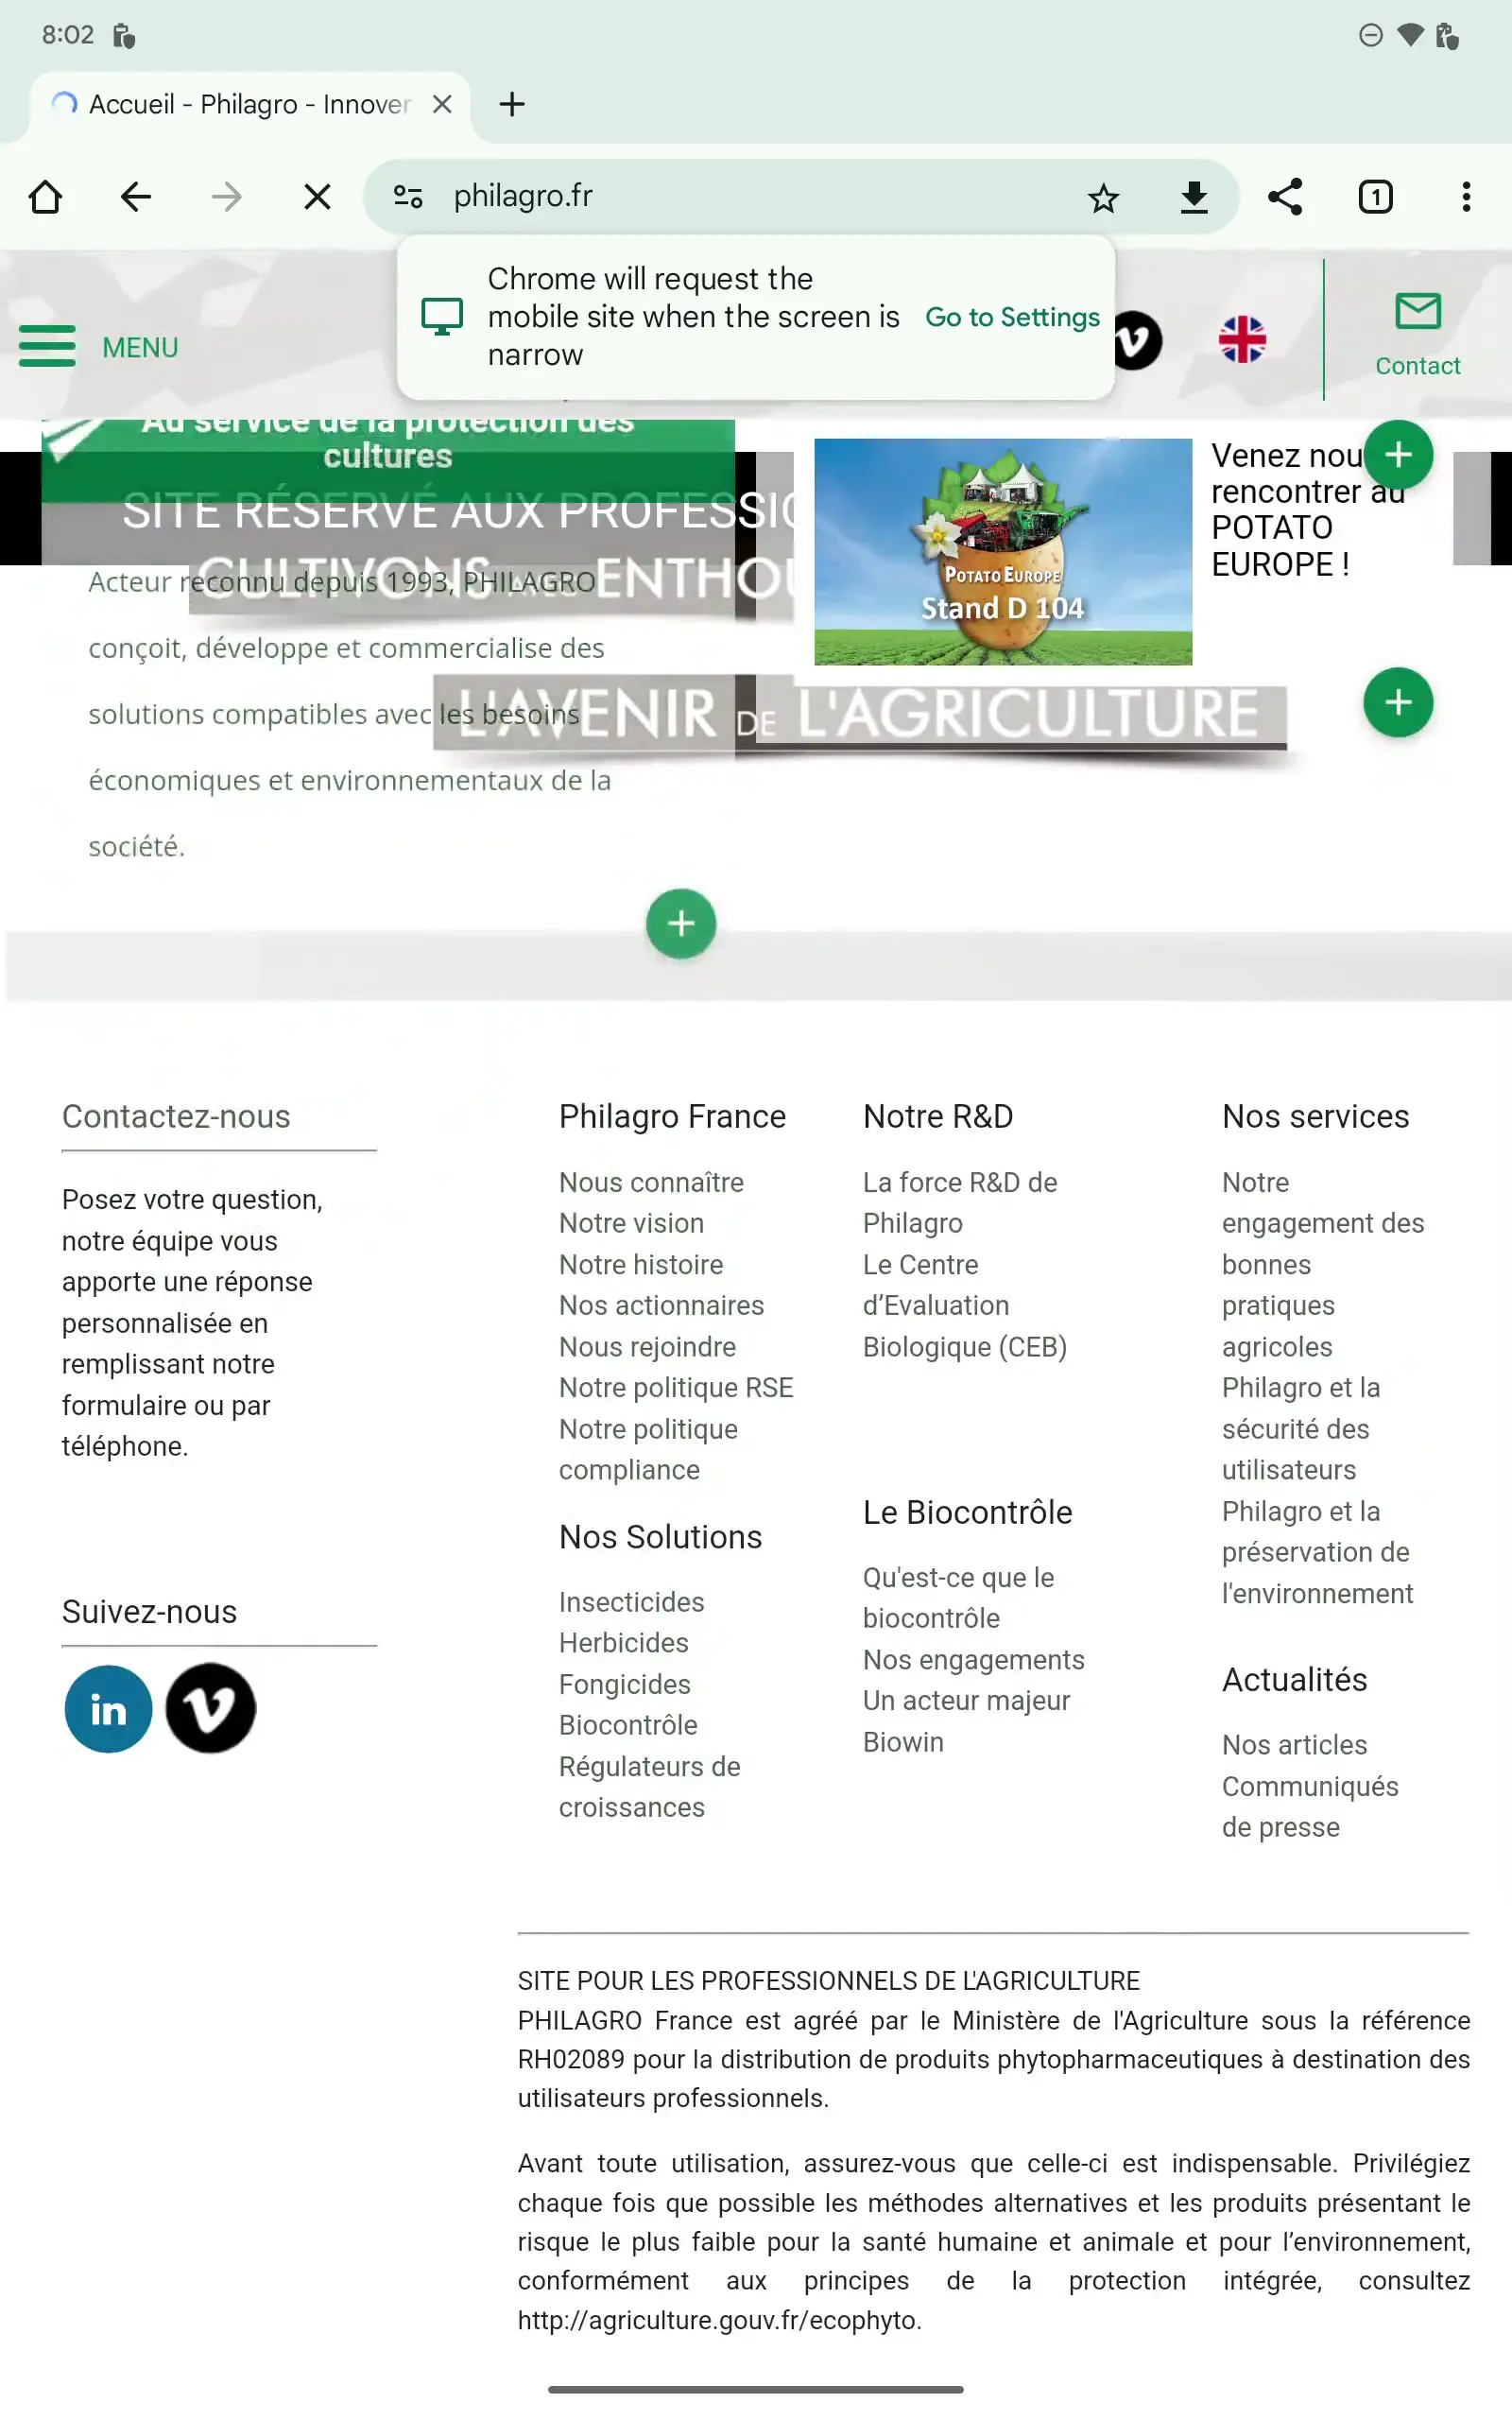 8:02
Accueil - Philagro - Innover
philagro.fr
1
Chrome will request the
mobile site when the screen is
narrow
Go to Settings
MENU
Contact
Au service de la protection des
cultures
SITE RÉSERVÉ AUX
Acteur reconnu depuis 1993, PHILAGRO
CULTIVONS
conçoit, développe et commercialise des
solutions compatibles avec les besoins
économiques et environnementaux de la
société.
L'AVENIR DE L'AGRICULTURE
POTATO EUROPE
Stand D 104
Venez
rencontrer au
POTATO
EUROPE !
Contactez-nous
Posez votre question,
notre équipe vous
apporte une réponse
personnalisée en
remplissant notre
formulaire ou par
téléphone.
Suivez-nous
in
Philagro France
Nous connaître
Notre vision
Notre histoire
Nos actionnaires
Nous rejoindre
Notre politique RSE
Notre politique
compliance
Nos Solutions
Insecticides
Herbicides
Fongicides
Biocontrôle
Régulateurs de
croissances
Notre R&D
La force R&D de
Philagro
Le Centre
d’Evaluation
Biologique (CEB)
Le Biocontrôle
Qu'est-ce que le
biocontrôle
Nos engagements
Un acteur majeur
Biowin
Nos services
Notre
engagement des
bonnes
pratiques
agricoles
Philagro et la
sécurité des
utilisateurs
Philagro et la
préservation de
l'environnement
Actualités
Nos articles
Communiqués
de presse
SITE POUR LES PROFESSIONNELS DE L'AGRICULTURE
PHILAGRO France est agréé par le Ministère de l'Agriculture sous la référence
RH02089 pour la distribution de produits phytopharmaceutiques à destination des
utilisateurs professionnels.
Avant toute utilisation, assurez-vous que celle-ci est indispensable. Privilégiez
chaque fois que possible les méthodes alternatives et les produits présentant le
risque le plus faible pour la santé humaine et animale et pour l’environnement,
conformément aux principes de la protection intégrée, consultez
http://agriculture.gouv.fr/ecophyto.